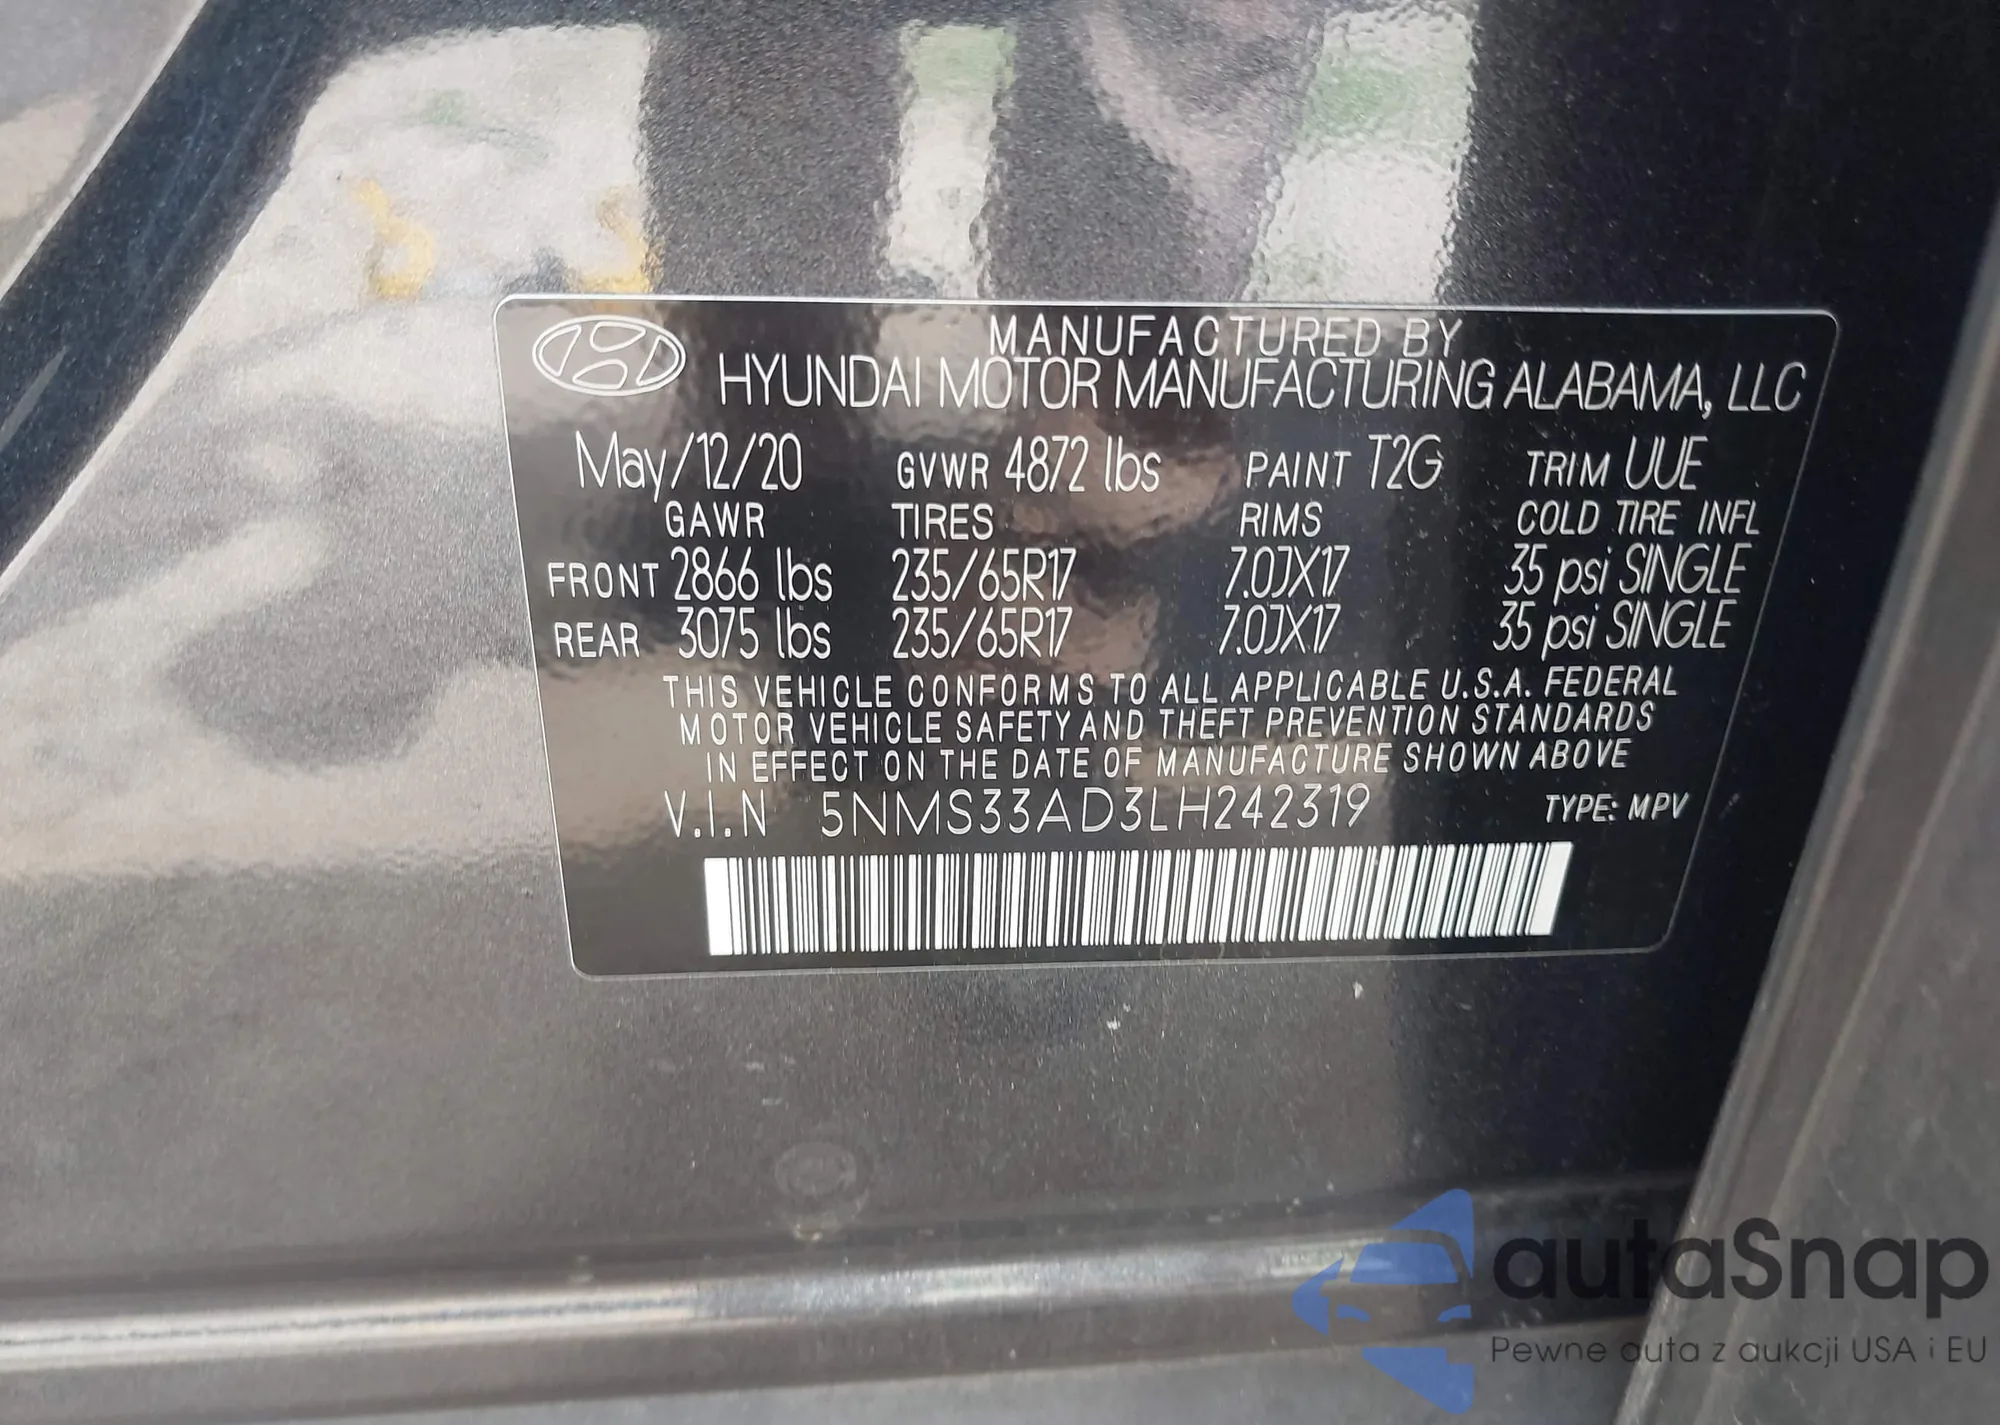 MANUFACTURED BY
HYUNDAI MOTOR MANUFACTURING ALABAMA, LLC
May/12/20 GVWR 4872 lbs PAINT T2G TRIM UUE
GAWR TIRES RIMS COLD TIRE INFL
FRONT 2866 lbs 235/65R17 7.0JX17 35 psi SINGLE
REAR 3075 lbs 235/65R17 7.0JX17 35 psi SINGLE
THIS VEHICLE CONFORMS TO ALL APPLICABLE U.S.A. FEDERAL
MOTOR VEHICLE SAFETY AND THEFT PREVENTION STANDARDS
IN EFFECT ON THE DATE OF MANUFACTURE SHOWN ABOVE
V.I.N 5NMS33AD3LH242319 TYPE: MPV
autaSnap
Pewne auta z aukcji USA i EU